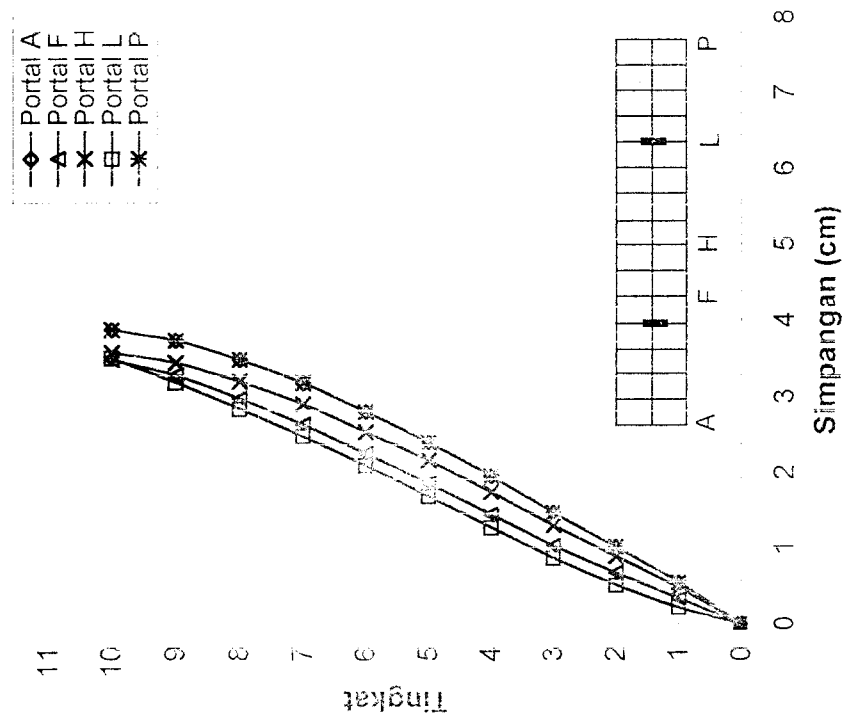 Portal A
Portal F
Portal H
Portal L
Portal P
11
10
9
8
7
6
5
4
3
2
1
0
Tingkat
A F H L P
0 1 2 3 4 5 6 7 8
Simpangan (cm)